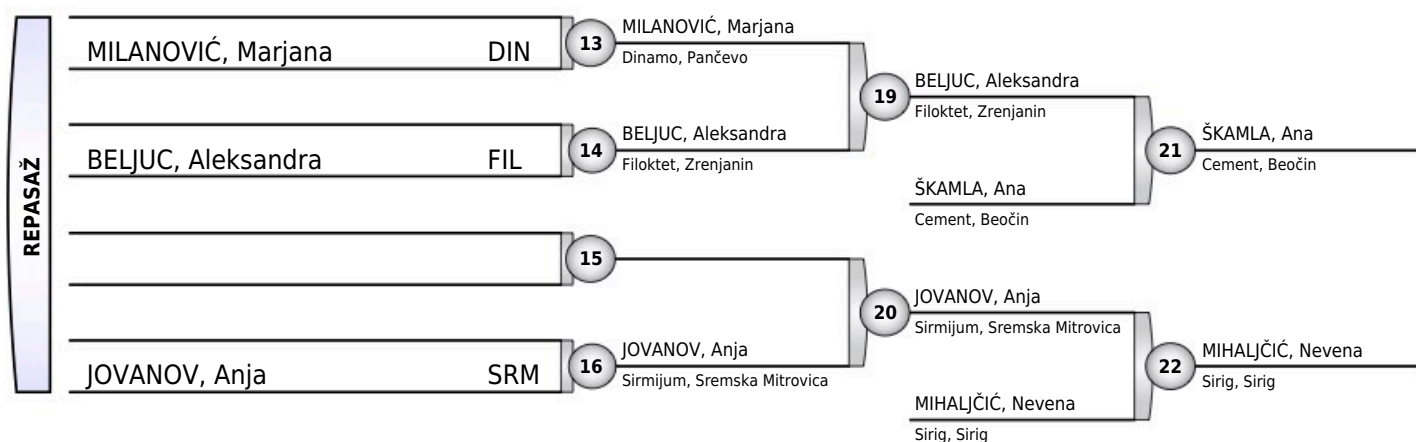 REPASAŽ
MILANOVIĆ, Marjana DIN
BELJUC, Aleksandra FIL
JOVANOV, Anja SRM
13
MILANOVIĆ, Marjana
Dinamo, Pančevo
14
BELJUC, Aleksandra
Filoktet, Zrenjanin
15
16
JOVANOV, Anja
Sirmijum, Sremska Mitrovica
19
BELJUC, Aleksandra
Filoktet, Zrenjanin
ŠKAMLA, Ana
Cement, Beočin
20
JOVANOV, Anja
Sirmijum, Sremska Mitrovica
MIHALJČIĆ, Nevena
Sirig, Sirig
21
ŠKAMLA, Ana
Cement, Beočin
22
MIHALJČIĆ, Nevena
Sirig, Sirig